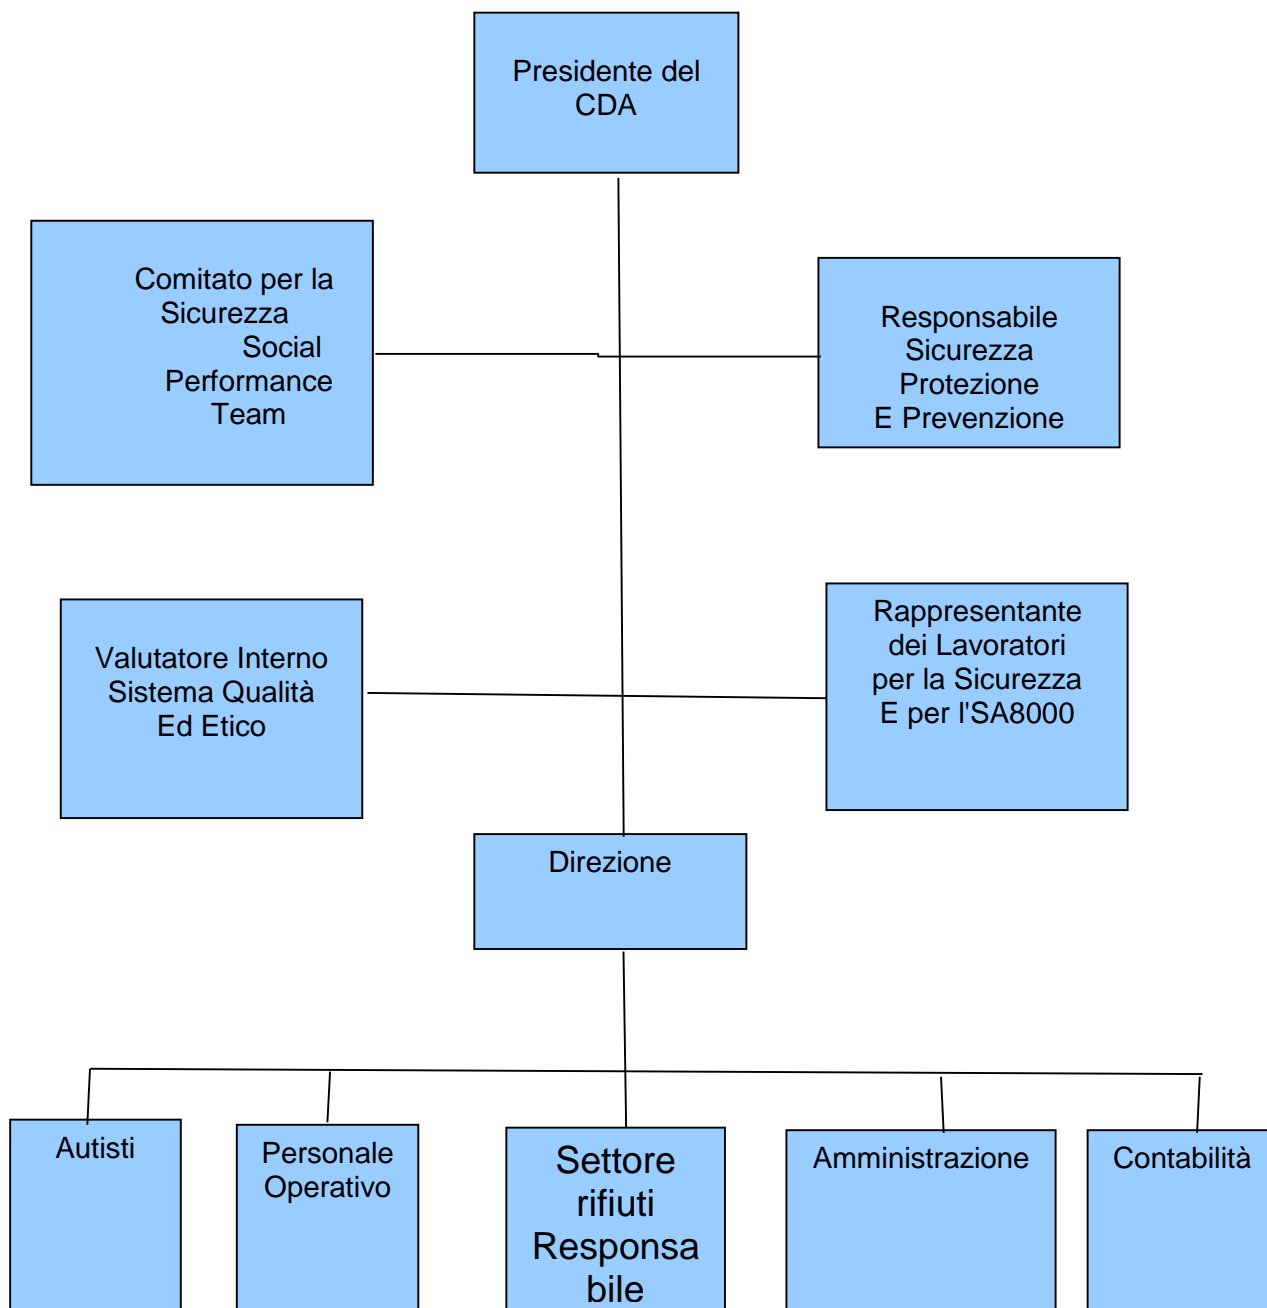 Presidente del
CDA
Comitato per la
Sicurezza
Social
Performance
Team
Responsabile
Sicurezza
Protezione
E Prevenzione
Valutatore Interno
Sistema Qualità
Ed Etico
Rappresentante
dei Lavoratori
per la Sicurezza
E per l'SA8000
Direzione
Autisti
Personale
Operativo
Settore
rifiuti
Responsa
bile
Amministrazione
Contabilità